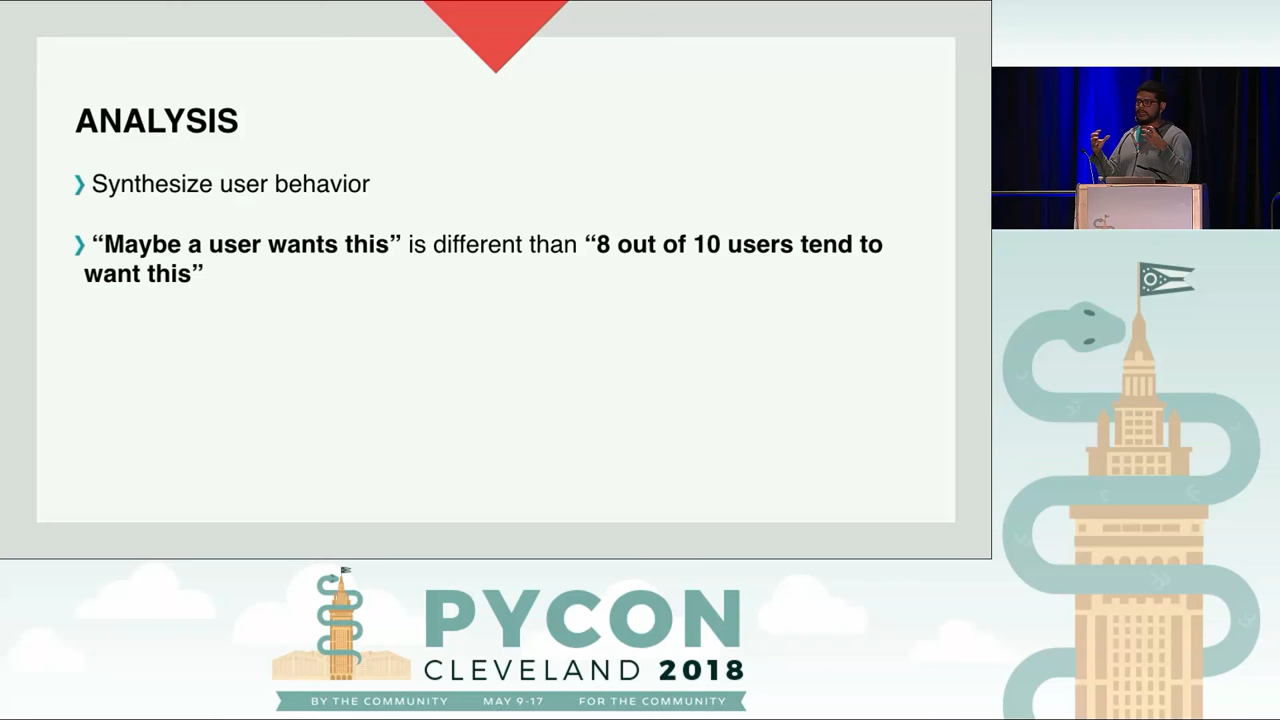 ANALYSIS
❯ Synthesize user behavior
❯ “Maybe a user wants this” is different than “8 out of 10 users tend to
want this”
PYCON
CLEVELAND 2018
BY THE COMMUNITY MAY 9-17 FOR THE COMMUNITY